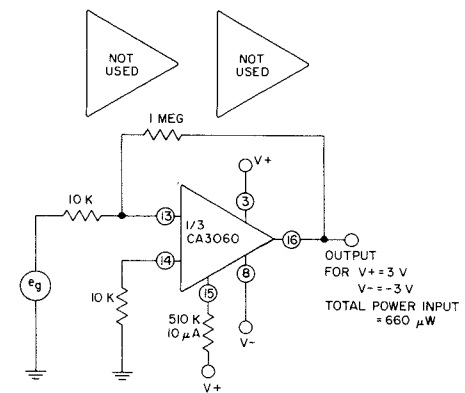 NOT
USED
NOT
USED
1 MEG
V+
10 K
13
3
1/3
CA3060
16
14
8
OUTPUT
eg
10 K
15
FOR V+=3 V
V-=-3 V
510 K
10 μA
TOTAL POWER INPUT
=660 μW
V-
V+